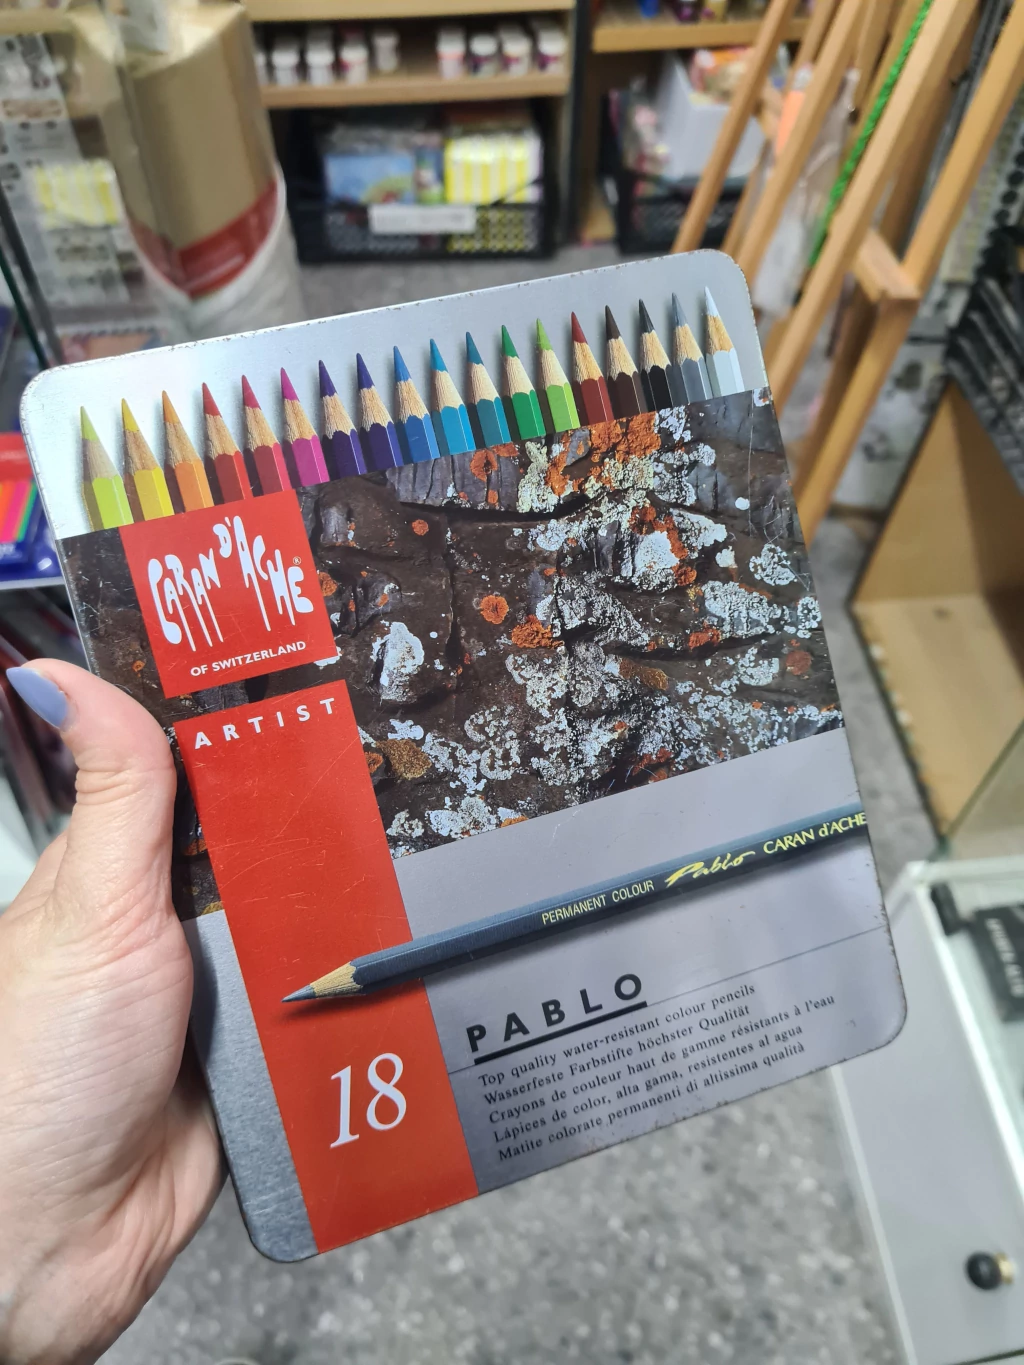 CARAN D'ACHE®
OF SWITZERLAND
ARTIST
PERMANENT COLOUR Pablo CARAN d'ACHE
PABLO
Top quality water-resistant colour pencils
Wasserfeste Farbstifte höchster Qualität
Crayons de couleur haut de gamme résistants à l'eau
Lápices de color, alta gama, resistentes al agua
Matite colorate permanenti di altissima qualità
18